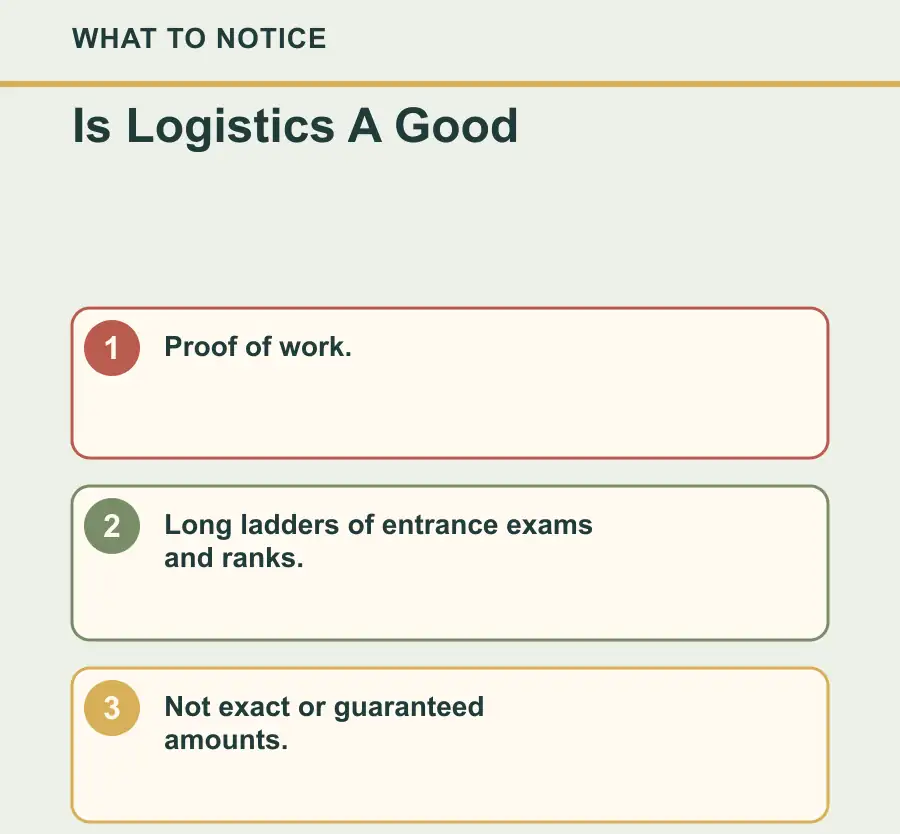 WHAT TO NOTICE
Is Logistics A Good
1 Proof of work.
2 Long ladders of entrance exams
and ranks.
3 Not exact or guaranteed
amounts.